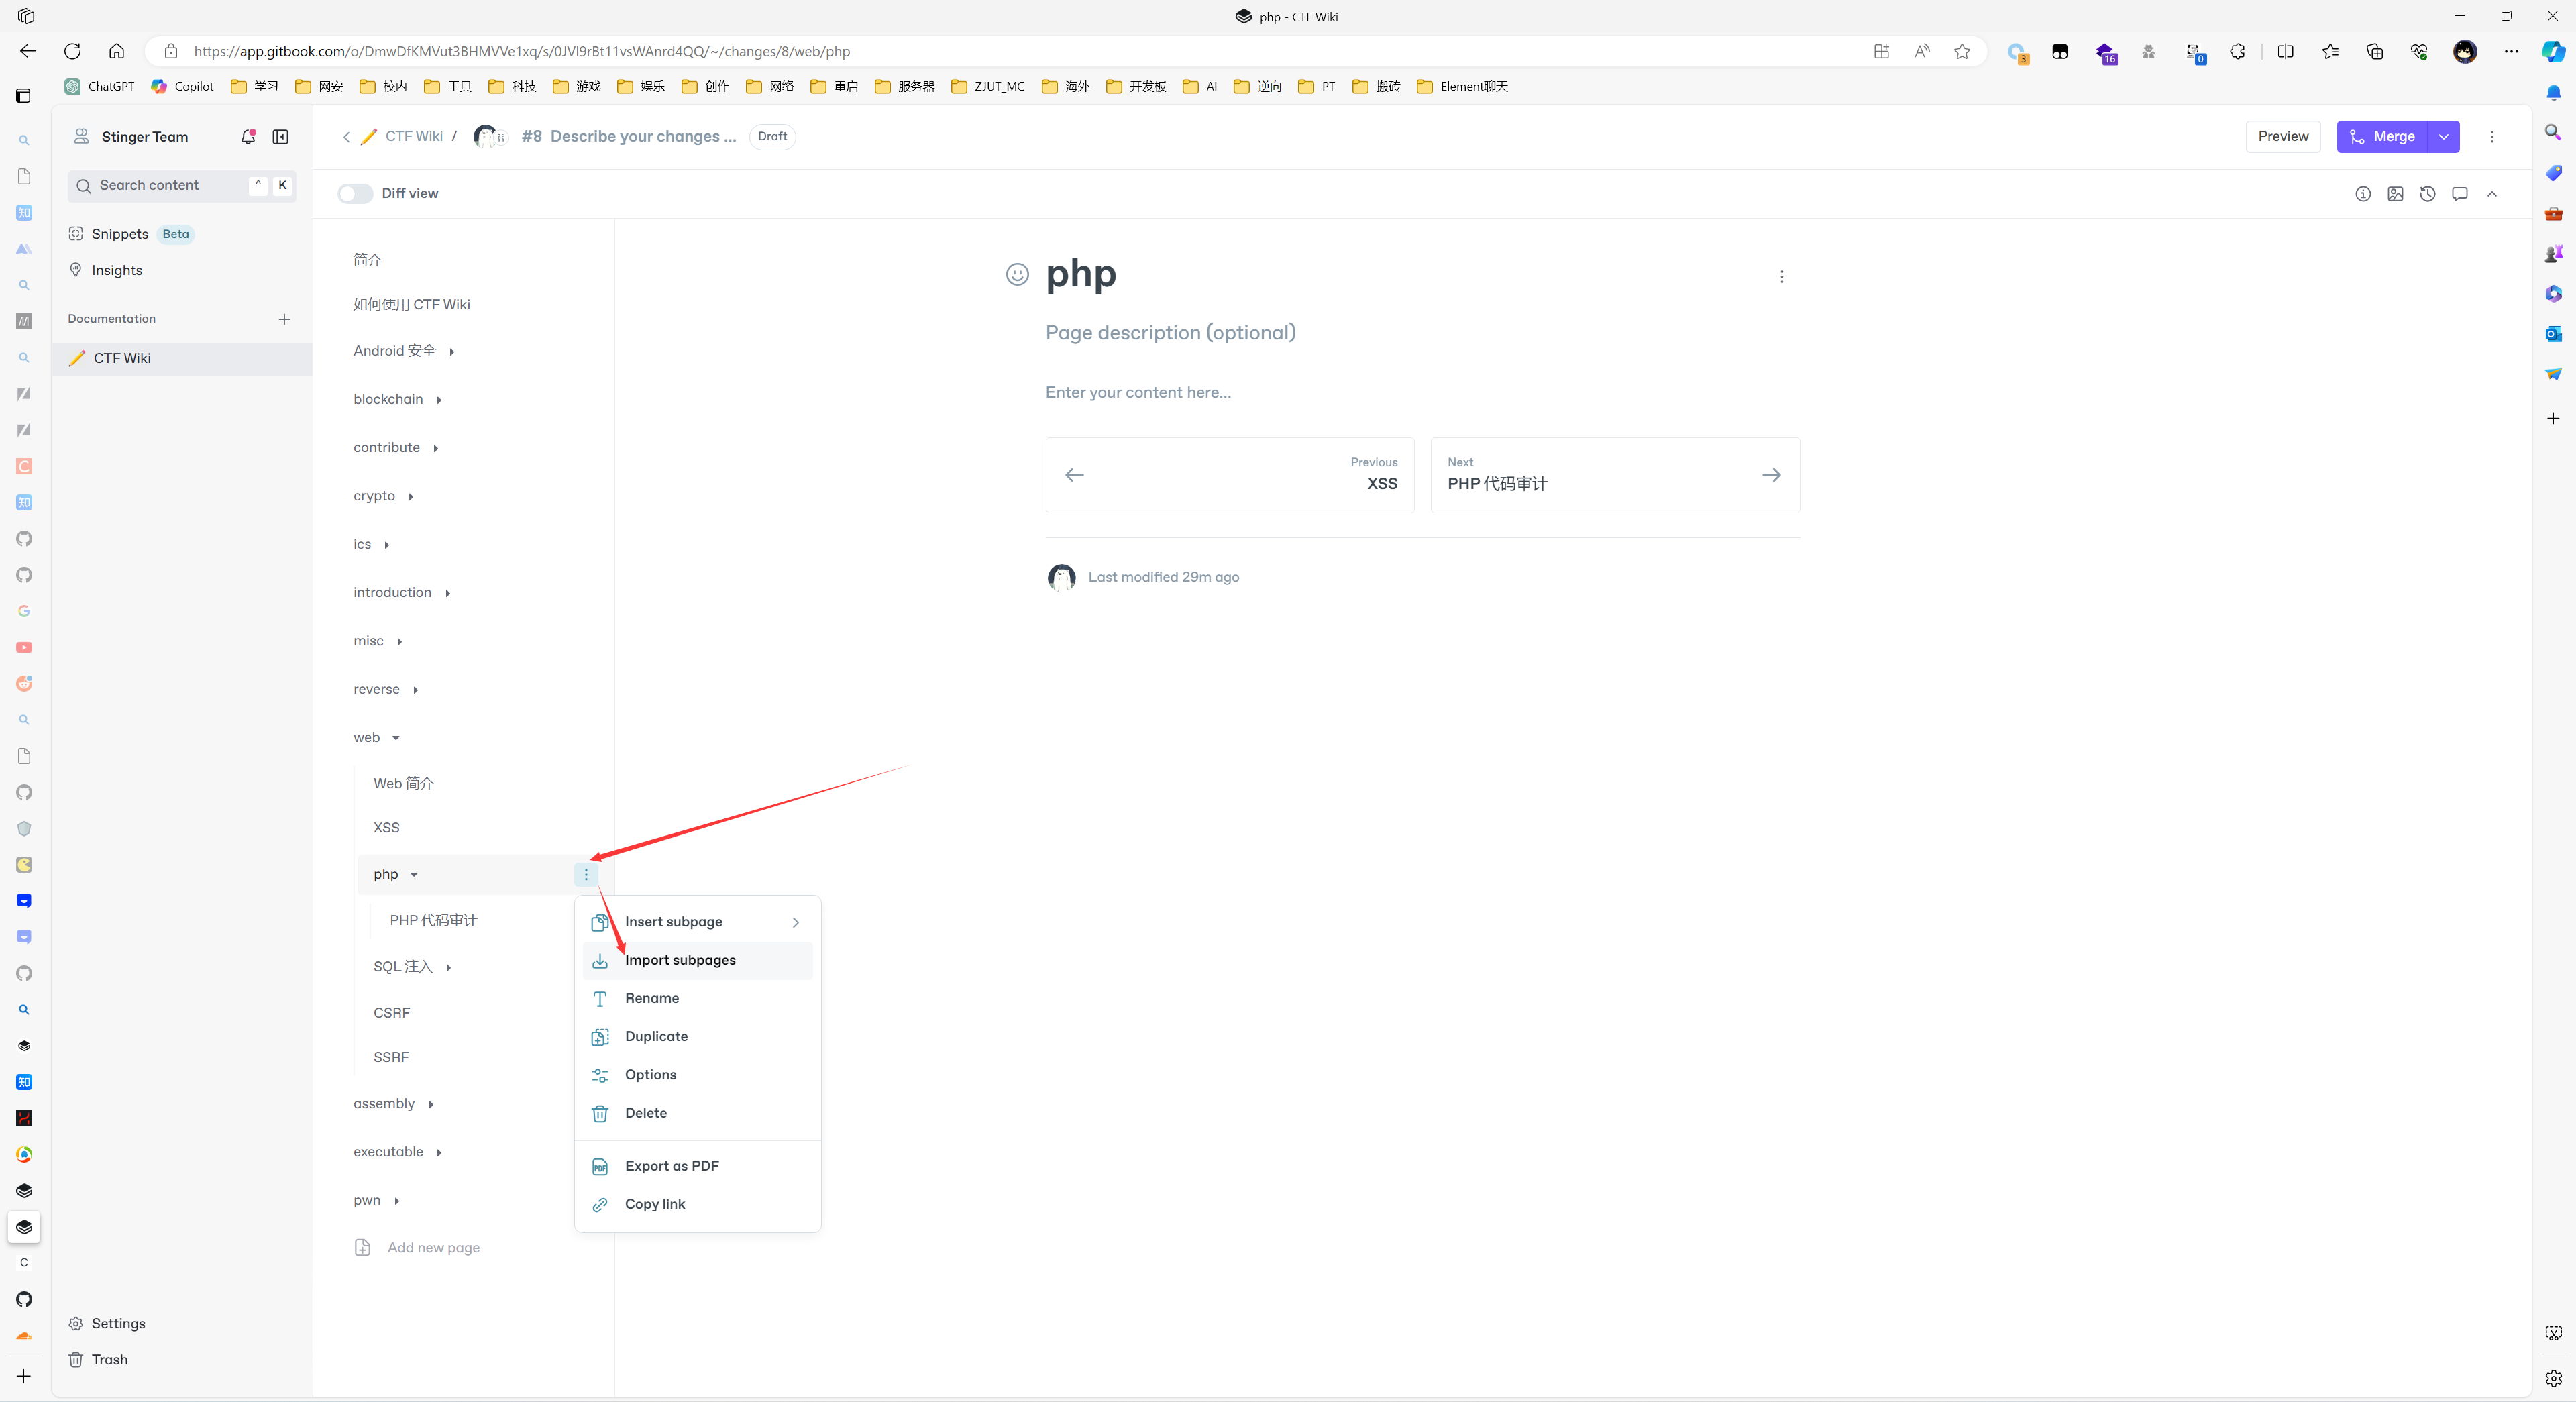 php - CTF Wiki
https://app.gitbook.com/o/DmwDfKMVut3BHMVVe1xq/s/0JVI9rBt11vsWAnrd4QQ/~/changes/8/web/php
3
16
0
ChatGPT Copilot 学习 网安 校内 工具 科技 游戏 娱乐 创作 网络 重启 服务器 ZJUT_MC 海外 开发板 AI 逆向 PT 搬砖 Element聊天
Stinger Team
Search content ^ K
Snippets Beta
Insights
Documentation
CTF Wiki
Settings
Trash
CTF Wiki / #8 Describe your changes ... Draft
Preview
Merge
Diff view
简介
如何使用 CTF Wiki
Android 安全
blockchain
contribute
crypto
ics
introduction
misc
reverse
web
Web 简介
XSS
php
PHP 代码审计
SQL 注入
CSRF
SSRF
assembly
executable
pwn
Add new page
Insert subpage
Import subpages
Rename
Duplicate
Options
Delete
Export as PDF
Copy link
php
Page description (optional)
Enter your content here...
Previous
XSS
Next
PHP 代码审计
Last modified 29m ago
知
知
知
C